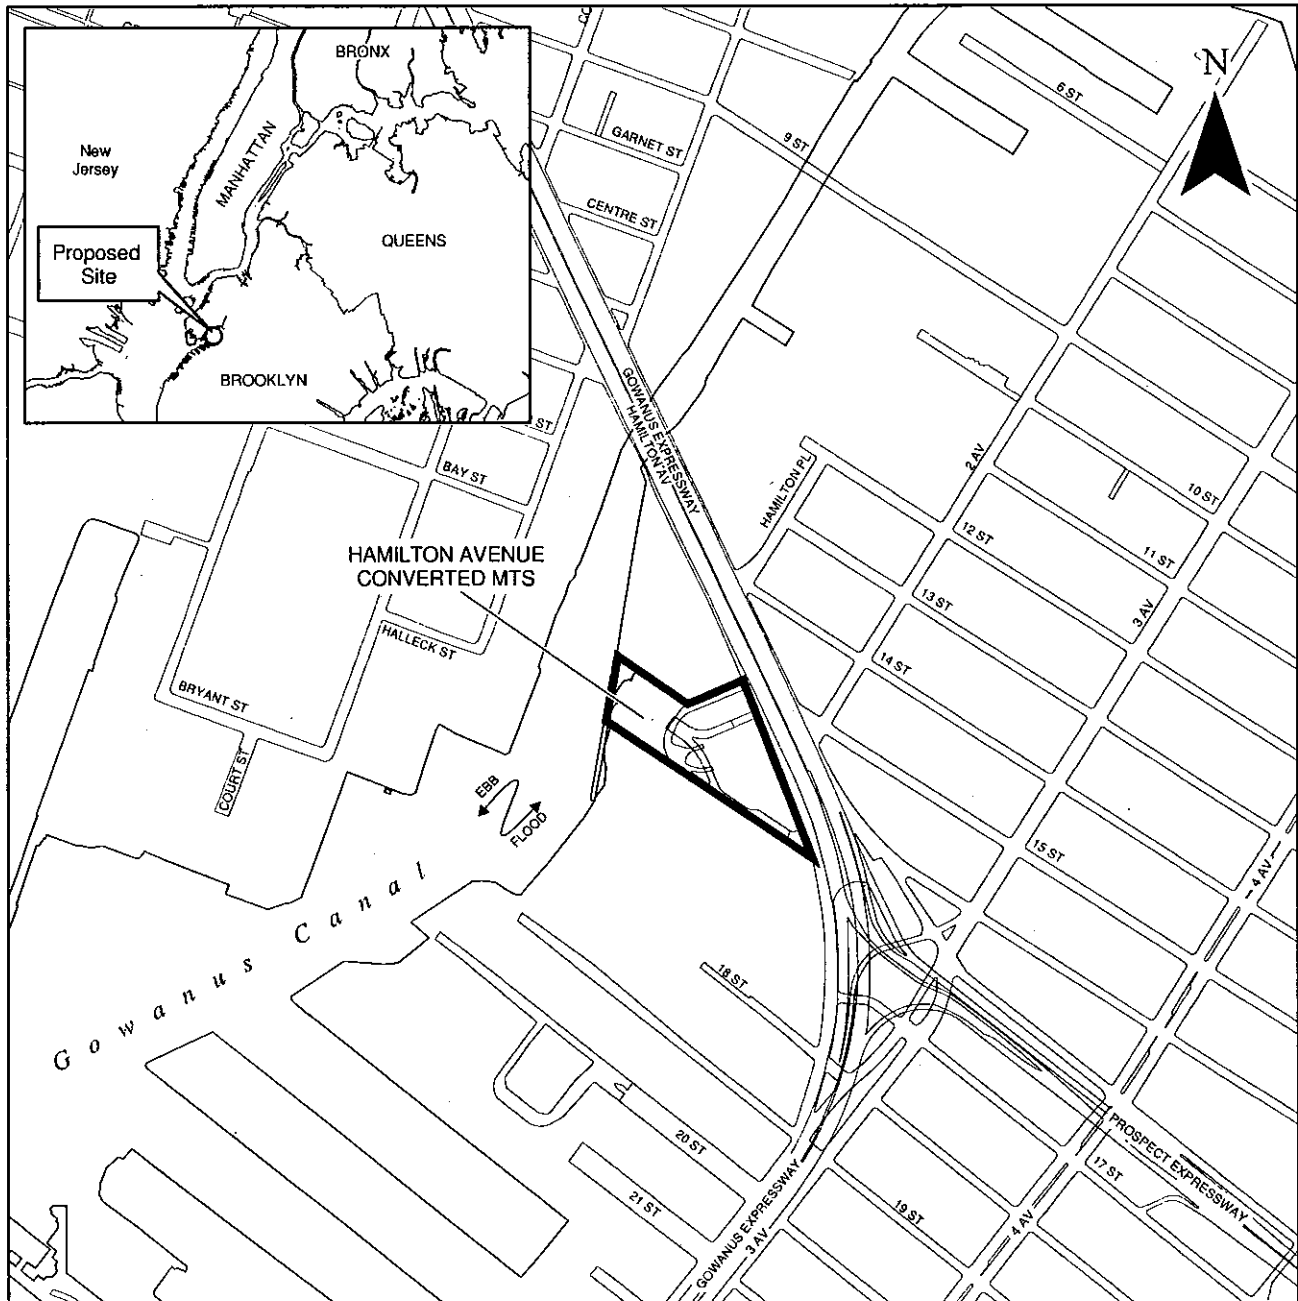 BRONX
New
Jersey
MANHATTAN
QUEENS
Proposed
Site
BROOKLYN
N
6 ST
9 ST
GARNET ST
CENTRE ST
GOWANUS EXPRESSWAY
HAMILTON AV
ST
BAY ST
HAMILTON PL
2 AV
10 ST
11 ST
12 ST
3 AV
13 ST
14 ST
HAMILTON AVENUE
CONVERTED MTS
HALLECK ST
BRYANT ST
COURT ST
EBB
FLOOD
15 ST
4 AV
Gowanus Canal
18 ST
20 ST
21 ST
PROSPECT EXPRESSWAY
17 ST
19 ST
4 AV
GOWANUS EXPRESSWAY
3 AV